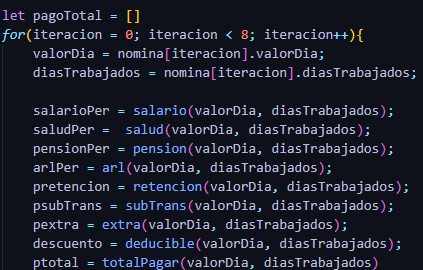 let pagoTotal = []
for(iteracion = 0; iteracion < 8; iteracion++){
    valorDia = nomina[iteracion].valorDia;
    diasTrabajados = nomina[iteracion].diasTrabajados;

    salarioPer = salario(valorDia, diasTrabajados);
    saludPer =  salud(valorDia, diasTrabajados);
    pensionPer = pension(valorDia, diasTrabajados);
    arlPer = arl(valorDia, diasTrabajados);
    pretencion = retencion(valorDia, diasTrabajados);
    psubTrans = subTrans(valorDia, diasTrabajados);
    pextra = extra(valorDia, diasTrabajados);
    descuento = deducible(valorDia, diasTrabajados);
    ptotal = totalPagar(valorDia, diasTrabajados)